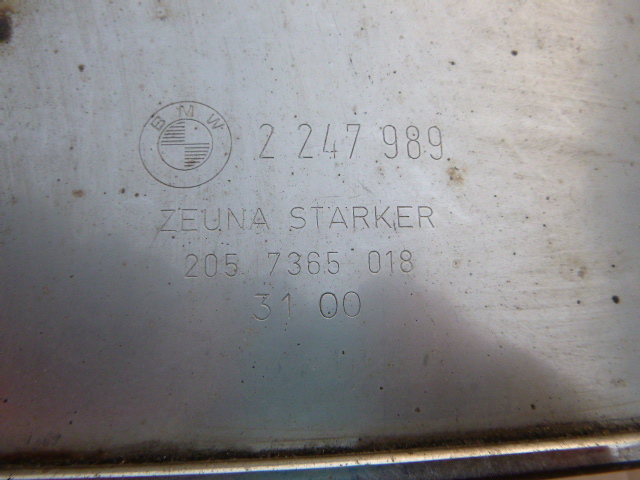 BMW 2 247 989
ZEUNA STARKER
205 7365 018
31 00